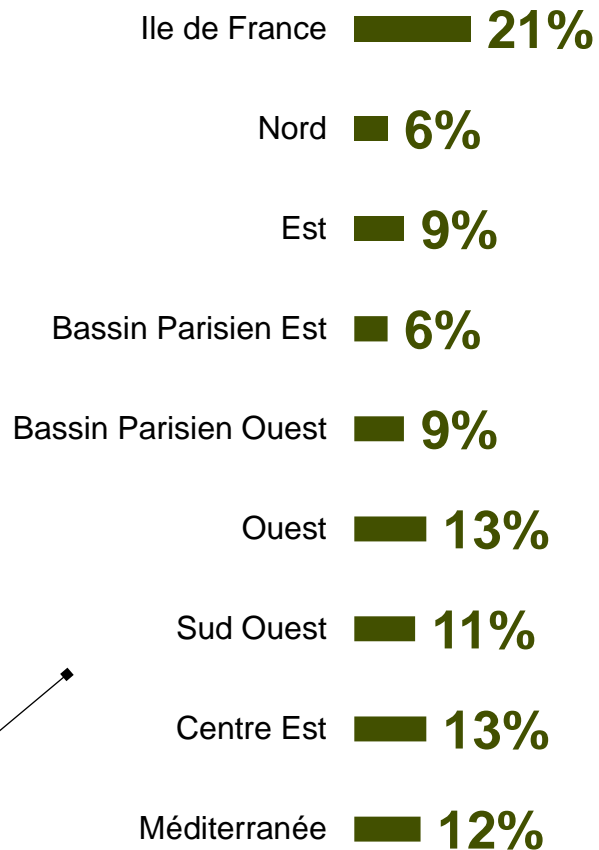 Ile de France 21%
Nord 6%
Est 9%
Bassin Parisien Est 6%
Bassin Parisien Ouest 9%
Ouest 13%
Sud Ouest 11%
Centre Est 13%
Méditerranée 12%